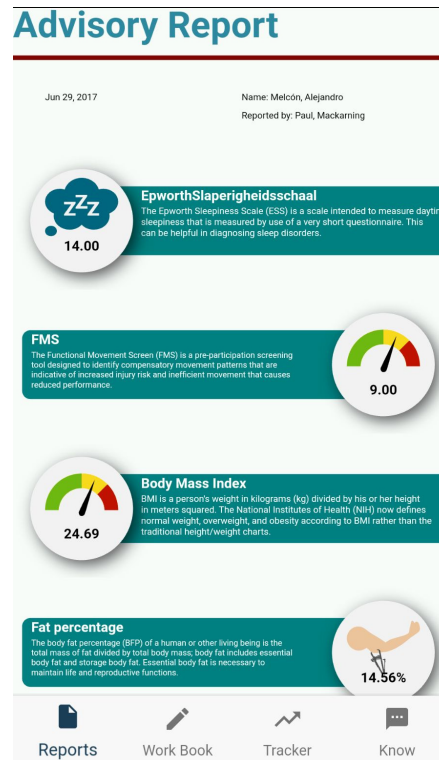 Advisory Report
Jun 29, 2017
Name: Melcón, Alejandro
Reported by: Paul, Mackarning
zZz
14.00
EpworthSlaperigheidsschaal
The Epworth Sleepiness Scale (ESS) is a scale intended to measure daytim
sleepiness that is measured by use of a very short questionnaire. This
can be helpful in diagnosing sleep disorders.
FMS
The Functional Movement Screen (FMS) is a pre-participation screening
tool designed to identify compensatory movement patterns that are
indicative of increased injury risk and inefficient movement that causes
reduced performance.
9.00
24.69
Body Mass Index
BMI is a person's weight in kilograms (kg) divided by his or her height
in meters squared. The National Institutes of Health (NIH) now defines
normal weight, overweight, and obesity according to BMI rather than the
traditional height/weight charts.
Fat percentage
The body fat percentage (BFP) of a human or other living being is the
total mass of fat divided by total body mass; body fat includes essential
body fat and storage body fat. Essential body fat is necessary to
maintain life and reproductive functions.
14.56%
Reports
Work Book
Tracker
Know